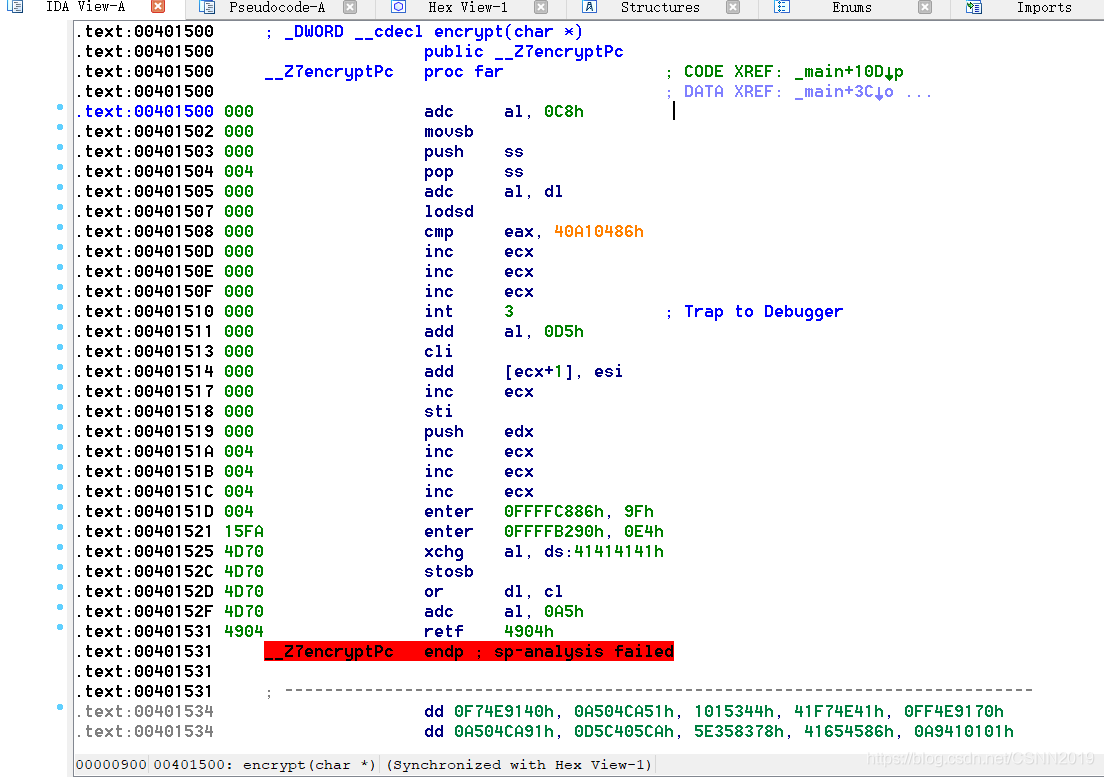 IDA View-A Pseudocode-A Hex View-1 Structures Enums Imports
.text:00401500 ; _DWORD __cdecl encrypt(char *)
.text:00401500 public __Z7encryptPc
.text:00401500 __Z7encryptPc proc far ; CODE XREF: _main+10D↓p
.text:00401500 ; DATA XREF: _main+3C↓o ...
.text:00401500 000 adc al, 0C8h
.text:00401502 000 movsb
.text:00401503 000 push ss
.text:00401504 004 pop ss
.text:00401505 000 adc al, dl
.text:00401507 000 lodsd
.text:00401508 000 cmp eax, 40A10486h
.text:0040150D 000 inc ecx
.text:0040150E 000 inc ecx
.text:0040150F 000 inc ecx
.text:00401510 000 int 3 ; Trap to Debugger
.text:00401511 000 add al, 0D5h
.text:00401513 000 cli
.text:00401514 000 add [ecx+1], esi
.text:00401517 000 inc ecx
.text:00401518 000 sti
.text:00401519 000 push edx
.text:0040151A 004 inc ecx
.text:0040151B 004 inc ecx
.text:0040151C 004 inc ecx
.text:0040151D 004 enter 0FFFFC886h, 9Fh
.text:00401521 15FA enter 0FFFFB290h, 0E4h
.text:00401525 4D70 xchg al, ds:41414141h
.text:0040152C 4D70 stosb
.text:0040152D 4D70 or dl, cl
.text:0040152F 4D70 adc al, 0A5h
.text:00401531 4904 retf 4904h
.text:00401531 __Z7encryptPc endp ; sp-analysis failed
.text:00401531
.text:00401531 ; ---------------------------------------------------------------------------
.text:00401534 dd 0F74E9140h, 0A504CA51h, 1015344h, 41F74E41h, 0FF4E9170h
.text:00401534 dd 0A504CA91h, 0D5C405CAh, 5E358378h, 41654586h, 0A9410101h
00000900 00401500: encrypt(char *) (Synchronized with Hex View-1)
https://blog.csdn.net/CSNN2019